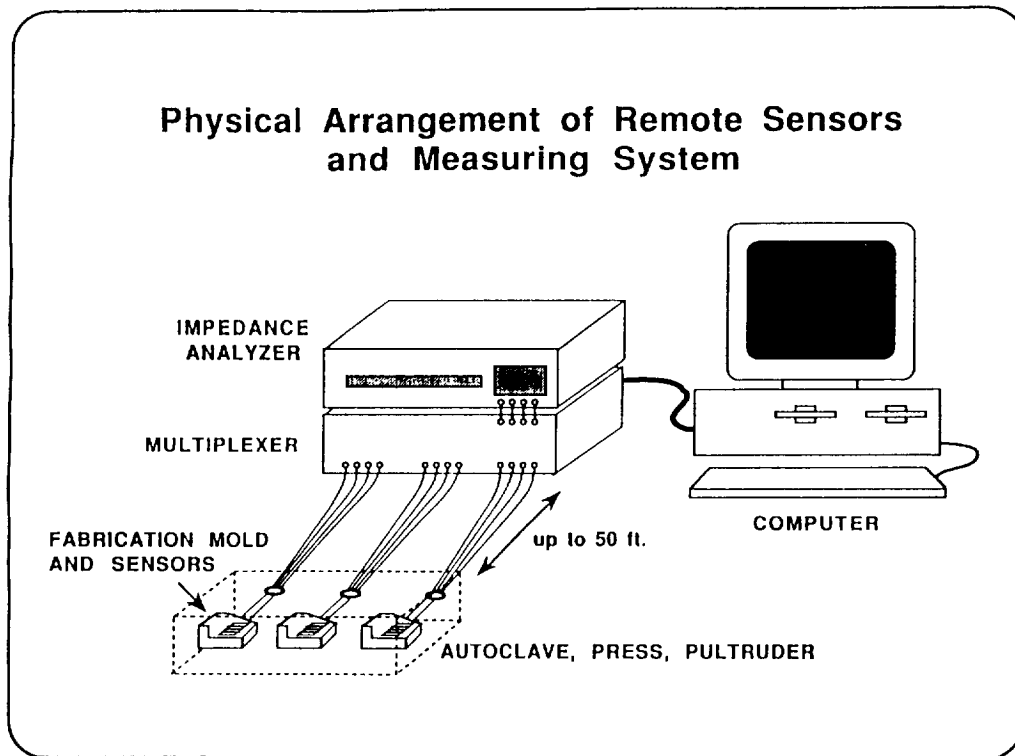 Physical Arrangement of Remote Sensors
and Measuring System
IMPEDANCE
ANALYZER
MULTIPLEXER
FABRICATION MOLD
AND SENSORS
up to 50 ft.
COMPUTER
AUTOCLAVE, PRESS, PULTRUDER